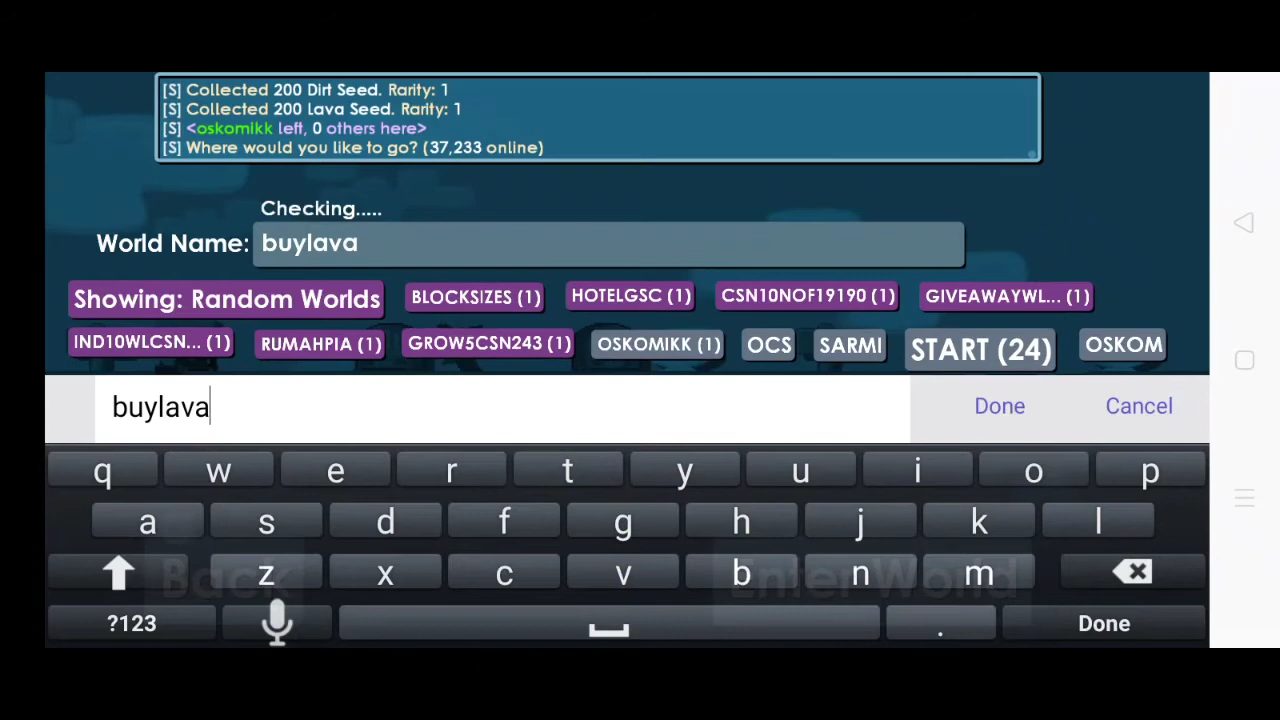 [S] Collected 200 Dirt Seed. Rarity: 1
[S] Collected 200 Lava Seed. Rarity: 1
[S] <oskomikk left, 0 others here>
[S] Where would you like to go? (37,233 online)
Checking.....
World Name: buylava
Showing: Random Worlds BLOCKSIZES (1) HOTELGSC (1) CSN10NOF19190 (1) GIVEAWAYWL... (1)
IND10WLCSN... (1) RUMAHPIA (1) GROW5CSN243 (1) OSKOMIKK (1) OCS SARMI START (24) OSKOM
buylava Done Cancel
q w e r t y u i o p
a s d f g h j k l
z x c v b n m
Back Enter World
?123 . Done